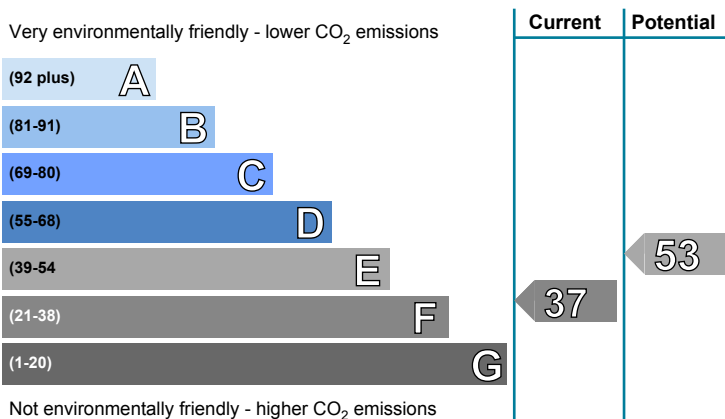 Current Potential
Very environmentally friendly - lower CO₂ emissions
(92 plus) A
(81-91) B
(69-80) C
(55-68) D
(39-54 E
53
(21-38) F
37
(1-20) G
Not environmentally friendly - higher CO₂ emissions